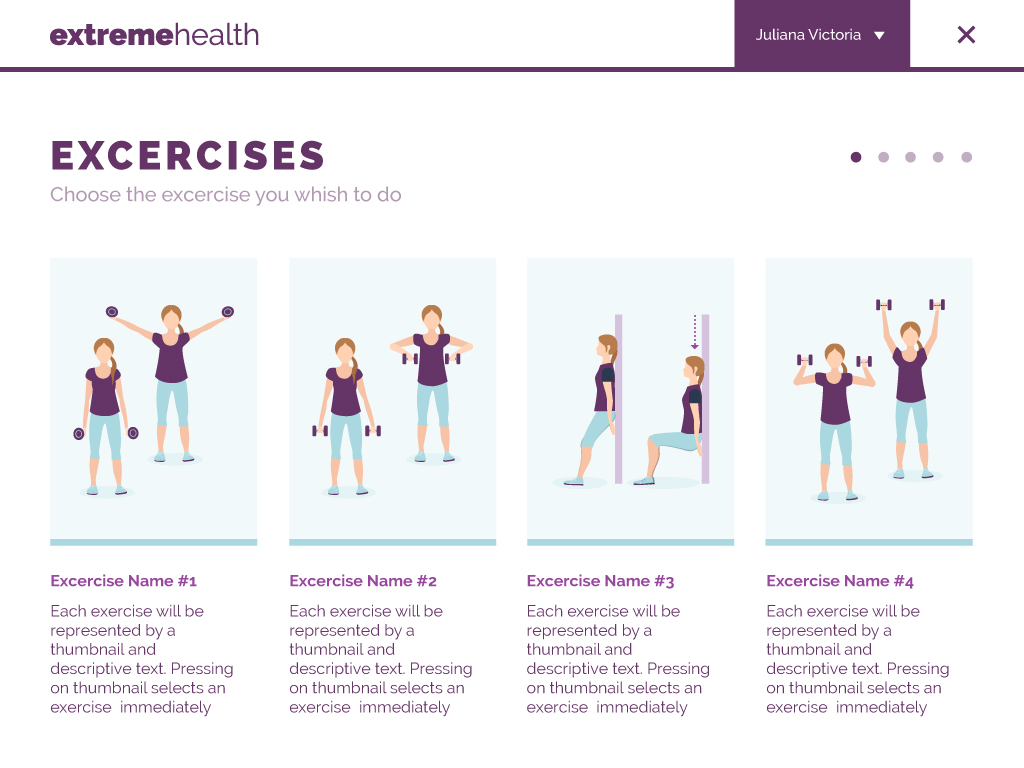 extremehealth
Juliana Victoria
EXCERCISES
Choose the excercise you whish to do
Excercise Name #1
Each exercise will be
represented by a
thumbnail and
descriptive text. Pressing
on thumbnail selects an
exercise  immediately
Excercise Name #2
Each exercise will be
represented by a
thumbnail and
descriptive text. Pressing
on thumbnail selects an
exercise  immediately
Excercise Name #3
Each exercise will be
represented by a
thumbnail and
descriptive text. Pressing
on thumbnail selects an
exercise  immediately
Excercise Name #4
Each exercise will be
represented by a
thumbnail and
descriptive text. Pressing
on thumbnail selects an
exercise  immediately